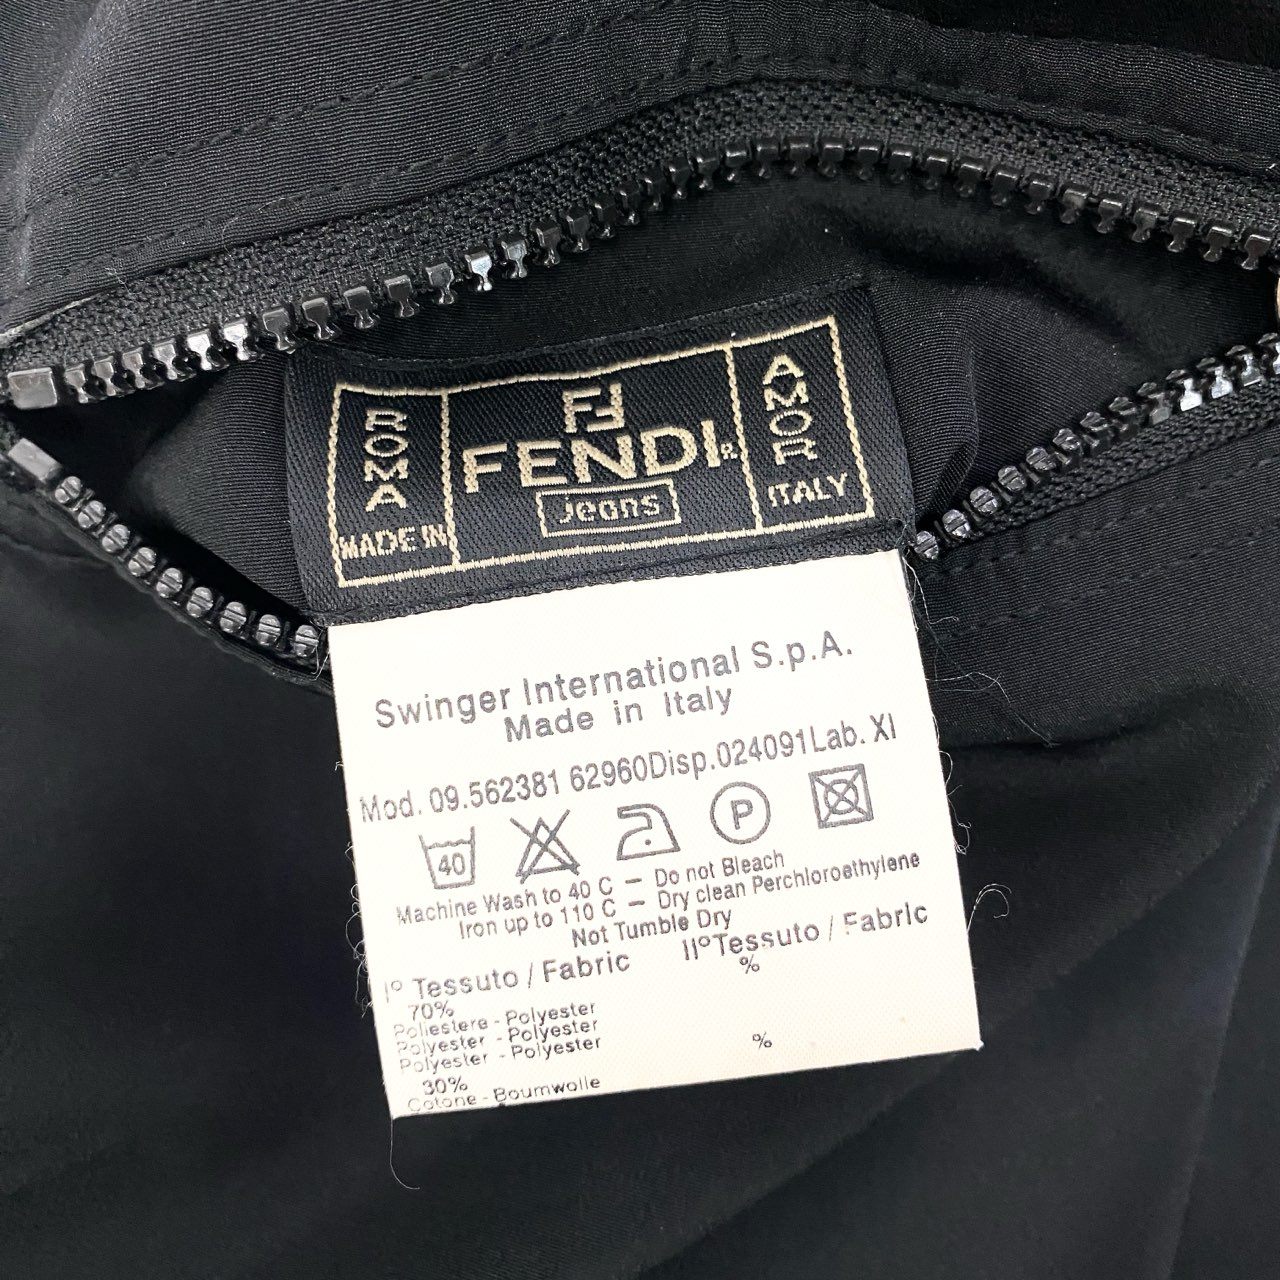 ROMA
MADE IN
FF
FENDI
jeans
AMOR
ITALY
Swinger International S.p.A.
Made in Italy
Mod. 09.562381 62960Disp.024091Lab. XI
40
P
Machine Wash to 40 C – Do not Bleach
Iron up to 110 C – Dry clean Perchloroethylene
Not Tumble Dry
I° Tessuto / Fabric II° Tessuto / Fabric
70% %
Poliestere - Polyester
Polyester - Polyester
Polyester - Polyester
30% %
Cotone - Boumwolle